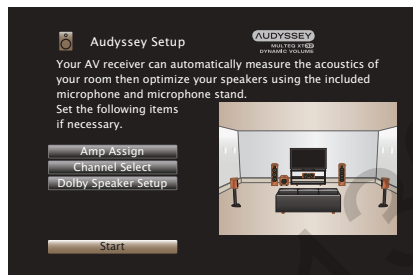 Audyssey Setup
AUDYSSEY
MULTEQ XT32
DYNAMIC VOLUME
Your AV receiver can automatically measure the acoustics of
your room then optimize your speakers using the included
microphone and microphone stand.
Set the following items
if necessary.
Amp Assign
Channel Select
Dolby Speaker Setup
Start